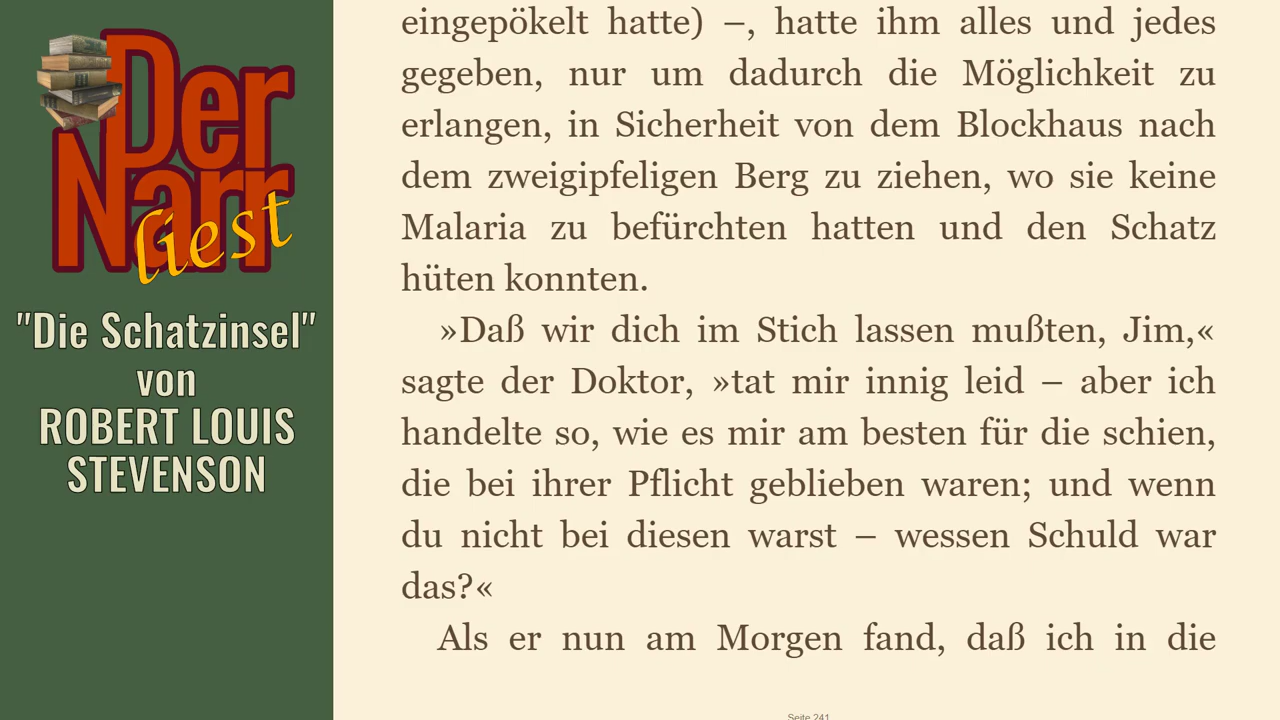 Der
Narr
liest
"Die Schatzinsel"
von
ROBERT LOUIS
STEVENSON
eingepökelt hatte) –, hatte ihm alles und jedes
gegeben, nur um dadurch die Möglichkeit zu
erlangen, in Sicherheit von dem Blockhaus nach
dem zweigipfeligen Berg zu ziehen, wo sie keine
Malaria zu befürchten hatten und den Schatz
hüten konnten.
»Daß wir dich im Stich lassen mußten, Jim,«
sagte der Doktor, »tat mir innig leid – aber ich
handelte so, wie es mir am besten für die schien,
die bei ihrer Pflicht geblieben waren; und wenn
du nicht bei diesen warst – wessen Schuld war
das?«
Als er nun am Morgen fand, daß ich in die
Seite 241